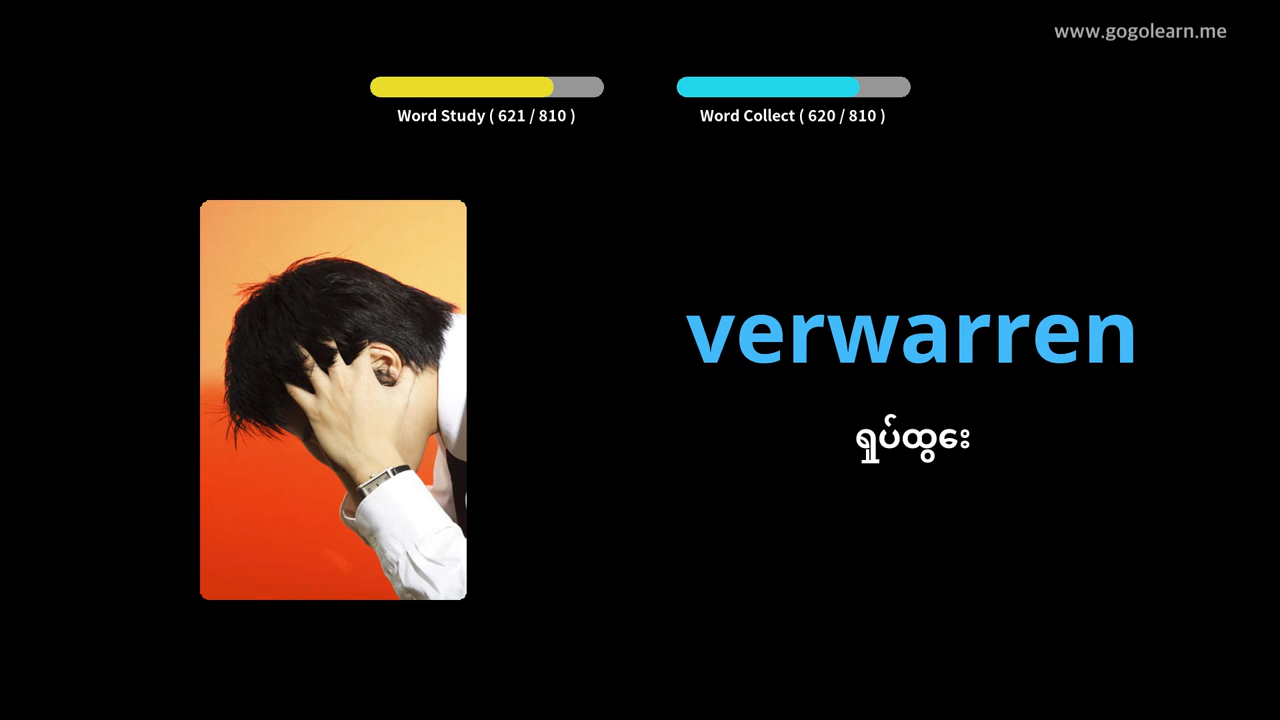 www.gogolearn.me
Word Study ( 621 / 810 )
Word Collect ( 620 / 810 )
verwarren
ရှုပ်ထွေး